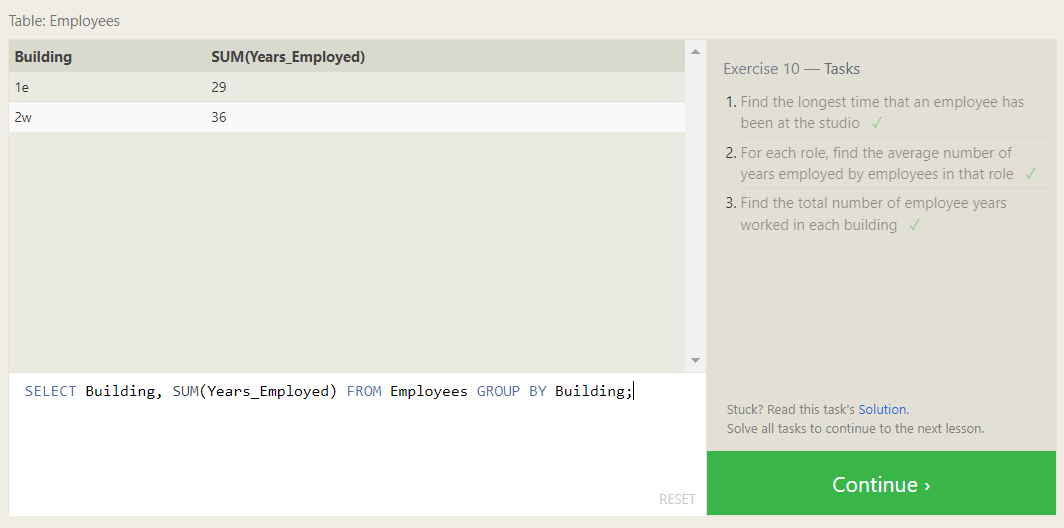 Table: Employees
Building SUM(Years_Employed)
1e 29
2w 36
SELECT Building, SUM(Years_Employed) FROM Employees GROUP BY Building;
RESET
Exercise 10 — Tasks
1. Find the longest time that an employee has
been at the studio ✓
2. For each role, find the average number of
years employed by employees in that role ✓
3. Find the total number of employee years
worked in each building ✓
Stuck? Read this task's Solution.
Solve all tasks to continue to the next lesson.
Continue ›